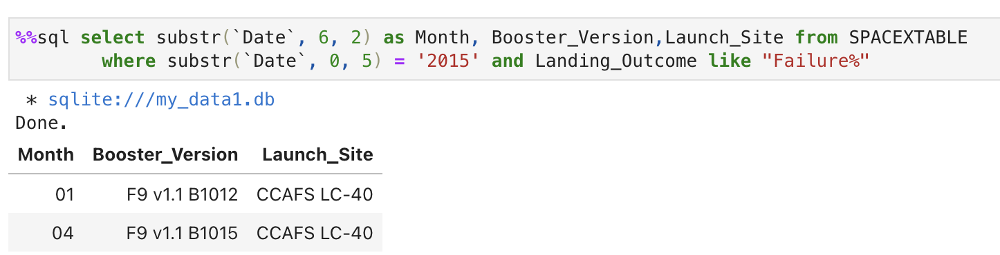 %%sql select substr(`Date`, 6, 2) as Month, Booster_Version,Launch_Site from SPACEXTABLE
where substr(`Date`, 0, 5) = '2015' and Landing_Outcome like "Failure%"
* sqlite:///my_data1.db
Done.
Month Booster_Version Launch_Site
01 F9 v1.1 B1012 CCAFS LC-40
04 F9 v1.1 B1015 CCAFS LC-40